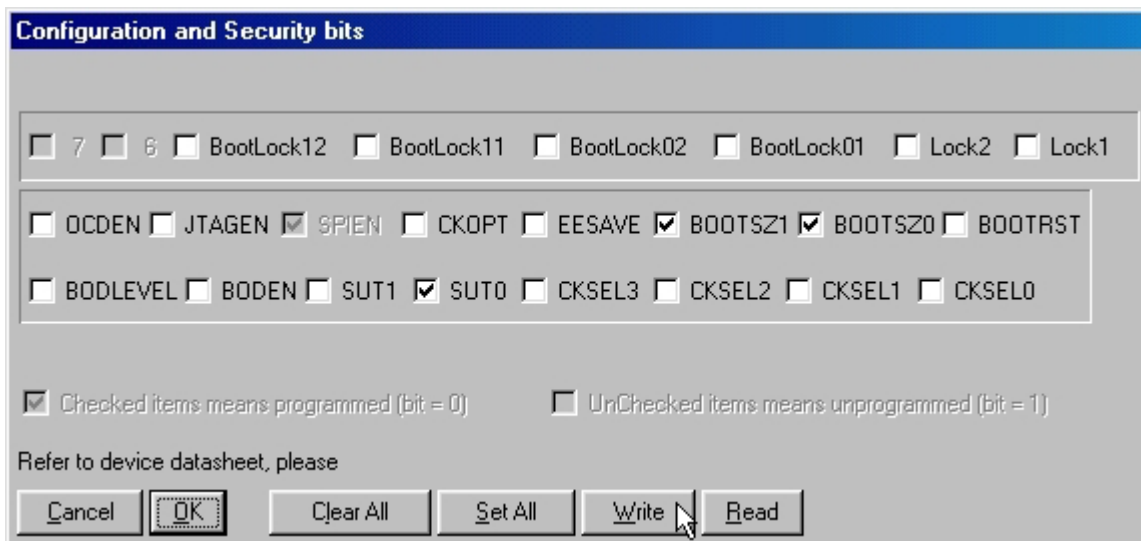 Configuration and Security bits
7 6 BootLock12 BootLock11 BootLock02 BootLock01 Lock2 Lock1
OCDEN JTAGEN SPIEN CKOPT EESAVE BOOTSZ1 BOOTSZ0 BOOTRST
BODLEVEL BODEN SUT1 SUT0 CKSEL3 CKSEL2 CKSEL1 CKSEL0
Checked items means programmed (bit = 0) UnChecked items means unprogrammed (bit = 1)
Refer to device datasheet, please
Cancel OK Clear All Set All Write Read